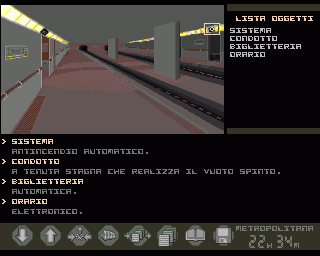 LISTA OGGETTI
SISTEMA
CONDOTTO
BIGLIETTERIA
ORARIO
> SISTEMA
ANTINCENDIO AUTOMATICO.
> CONDOTTO
A TENUTA STAGNA CHE REALIZZA IL VUOTO SPINTO.
> BIGLIETTERIA
AUTOMATICA.
> ORARIO
ELETTRONICO.
METROPOLITANA
22H 34M